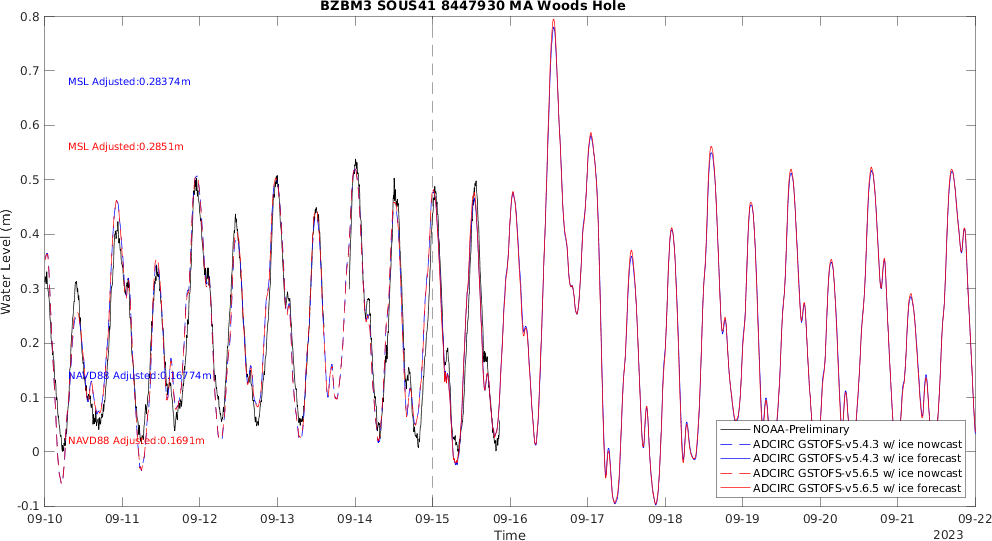 BZBM3 SOUS41 8447930 MA Woods Hole
0.8
0.7
0.6
0.5
0.4
0.3
0.2
0.1
0
-0.1
Water Level (m)
MSL Adjusted:0.28374m
MSL Adjusted:0.2851m
NAVD88 Adjusted:0.16774m
NAVD88 Adjusted:0.1691m
NOAA-Preliminary
ADCIRC GSTOFS-v5.4.3 w/ ice nowcast
ADCIRC GSTOFS-v5.4.3 w/ ice forecast
ADCIRC GSTOFS-v5.6.5 w/ ice nowcast
ADCIRC GSTOFS-v5.6.5 w/ ice forecast
09-10 09-11 09-12 09-13 09-14 09-15 09-16 09-17 09-18 09-19 09-20 09-21 09-22
Time
2023